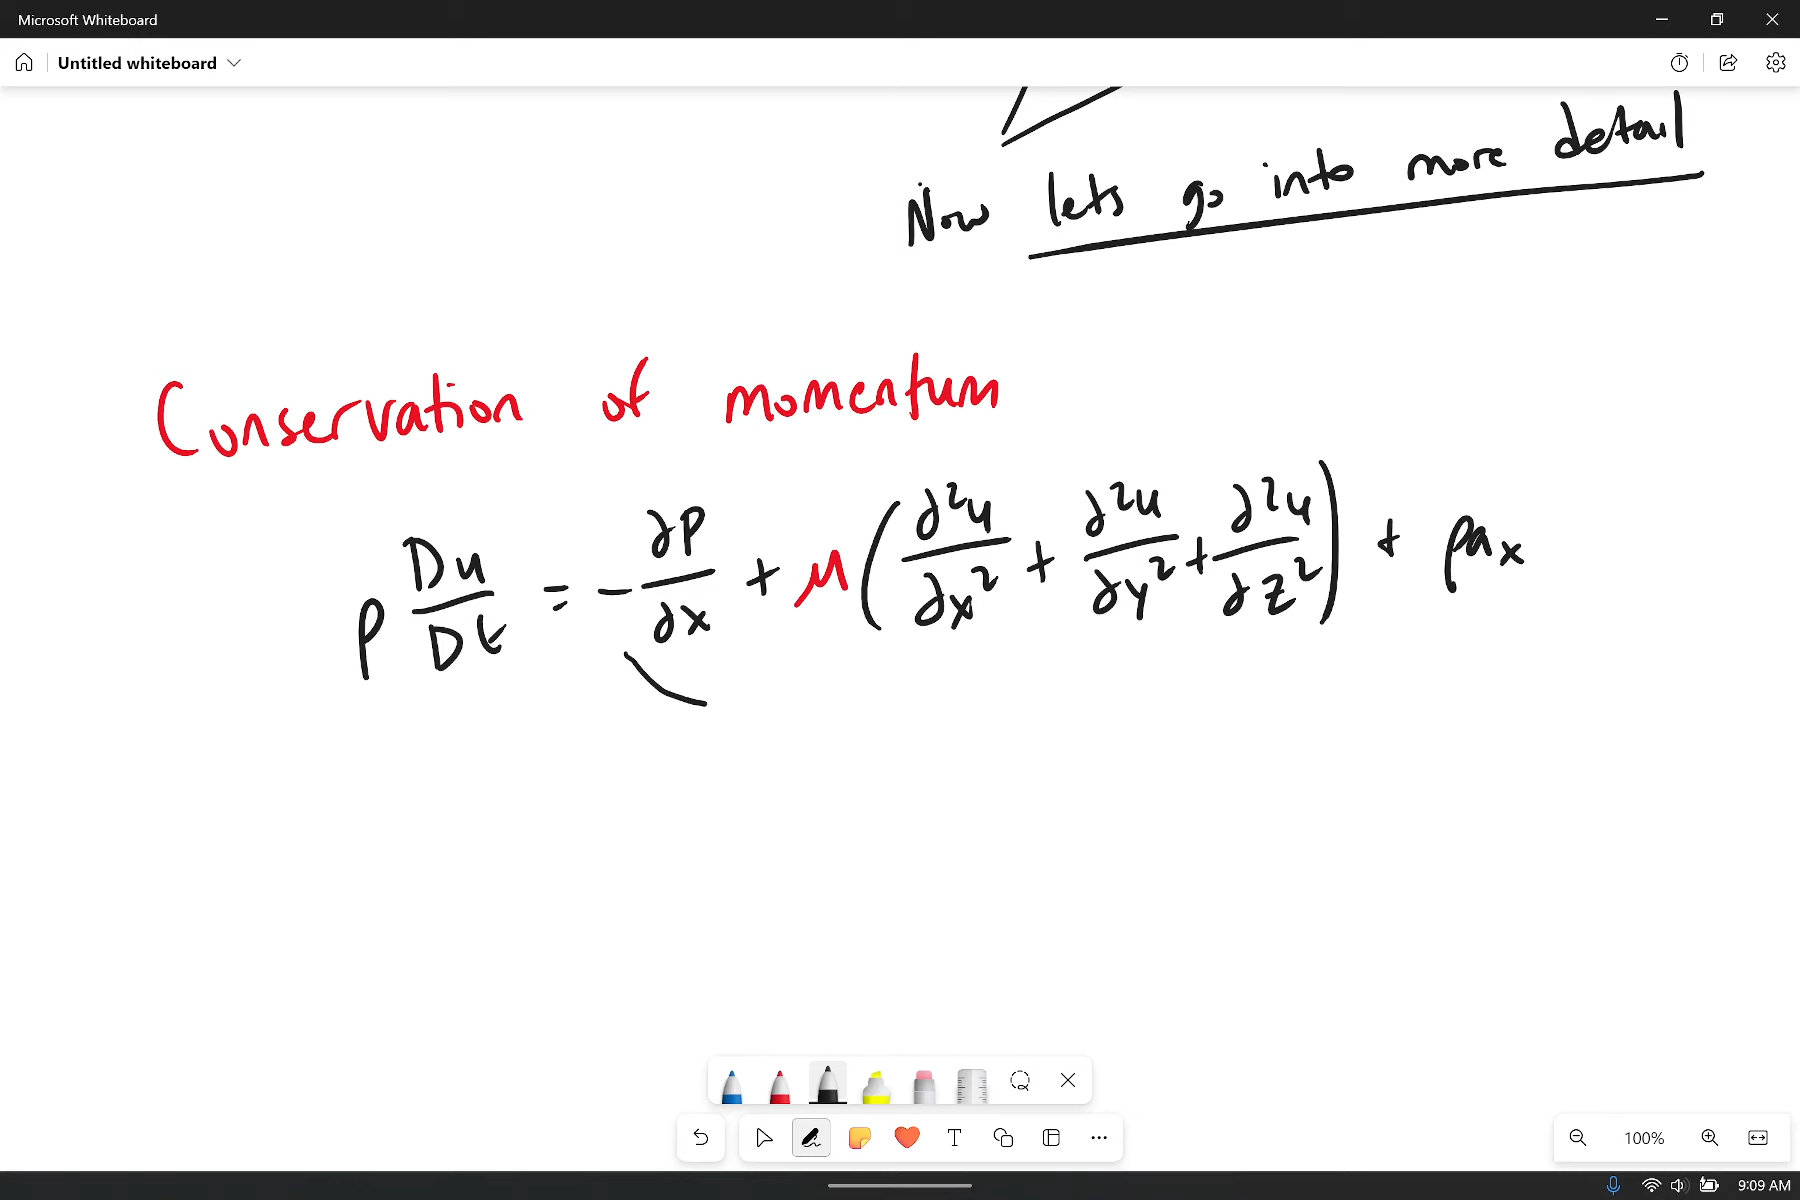 Microsoft Whiteboard
Untitled whiteboard
Now lets go into more detail
Conservation of momentum
ρ Du/Dt = -∂P/∂x + μ(∂²u/∂x² + ∂²u/∂y² + ∂²u/∂z²) + ρaₓ
T
100%
9:09 AM